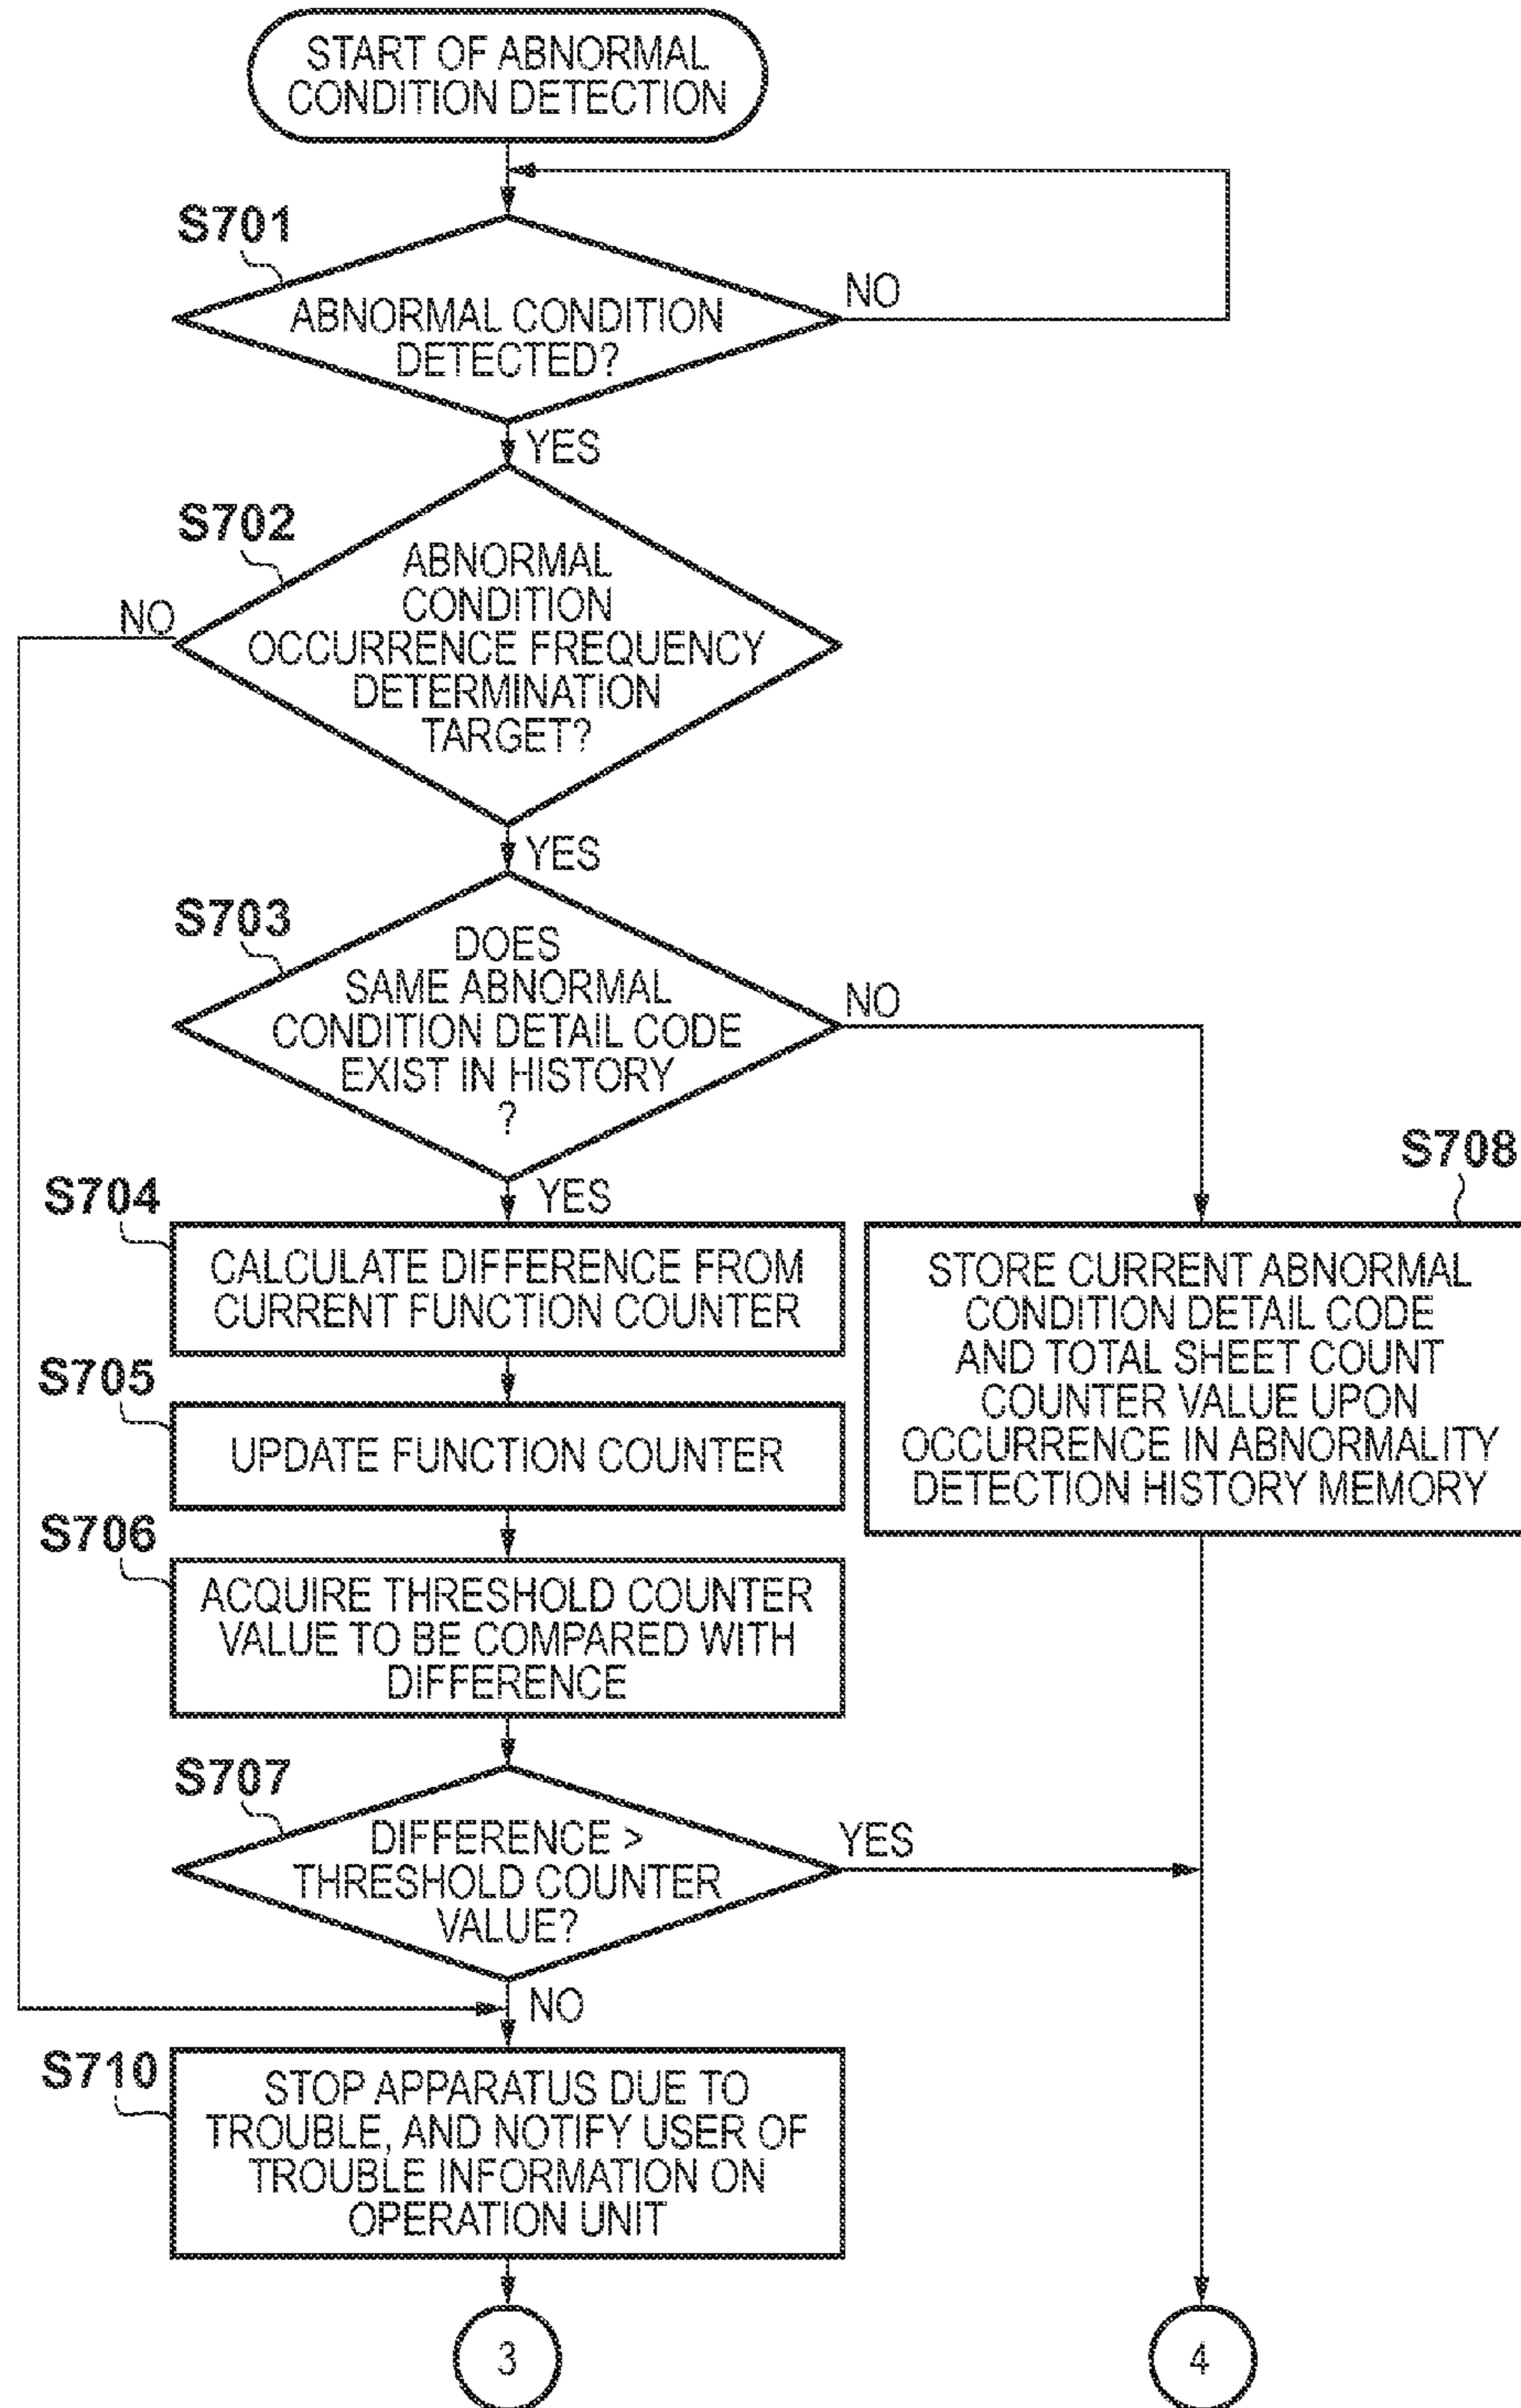 START OF ABNORMAL
CONDITION DETECTION
S701
ABNORMAL CONDITION
DETECTED?
NO
YES
S702
ABNORMAL
CONDITION
OCCURRENCE FREQUENCY
DETERMINATION
TARGET?
NO
YES
S703
DOES
SAME ABNORMAL
CONDITION DETAIL CODE
EXIST IN HISTORY
?
NO
YES
S704
CALCULATE DIFFERENCE FROM
CURRENT FUNCTION COUNTER
S708
STORE CURRENT ABNORMAL
CONDITION DETAIL CODE
AND TOTAL SHEET COUNT
COUNTER VALUE UPON
OCCURRENCE IN ABNORMALITY
DETECTION HISTORY MEMORY
S705
UPDATE FUNCTION COUNTER
S706
ACQUIRE THRESHOLD COUNTER
VALUE TO BE COMPARED WITH
DIFFERENCE
S707
DIFFERENCE >
THRESHOLD COUNTER
VALUE?
YES
NO
S710
STOP APPARATUS DUE TO
TROUBLE, AND NOTIFY USER OF
TROUBLE INFORMATION ON
OPERATION UNIT
3
4